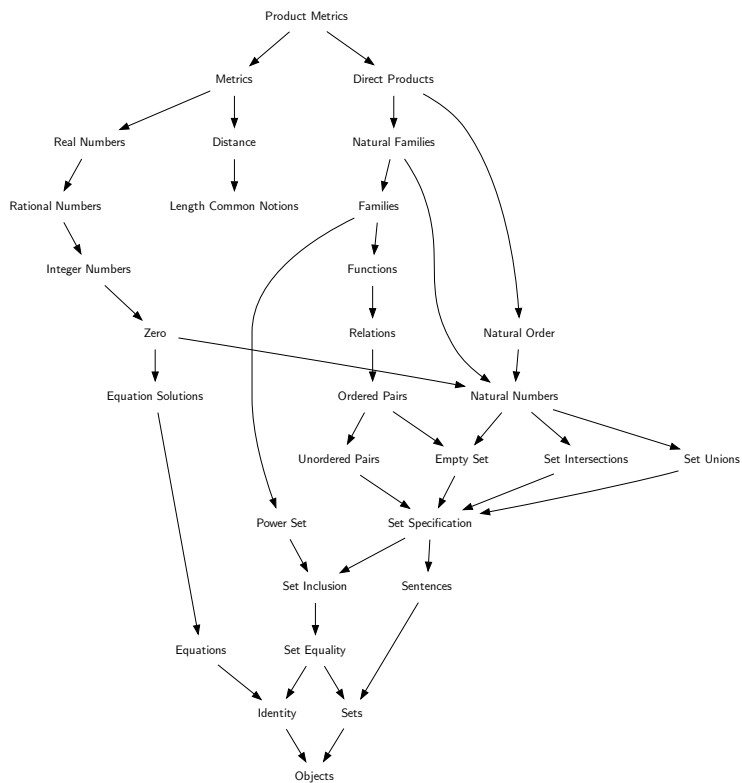 Product Metrics
Metrics
Direct Products
Real Numbers
Distance
Natural Families
Rational Numbers
Length Common Notions
Families
Integer Numbers
Functions
Zero
Relations
Natural Order
Equation Solutions
Ordered Pairs
Natural Numbers
Unordered Pairs
Empty Set
Set Intersections
Set Unions
Power Set
Set Specification
Set Inclusion
Sentences
Equations
Set Equality
Identity
Sets
Objects